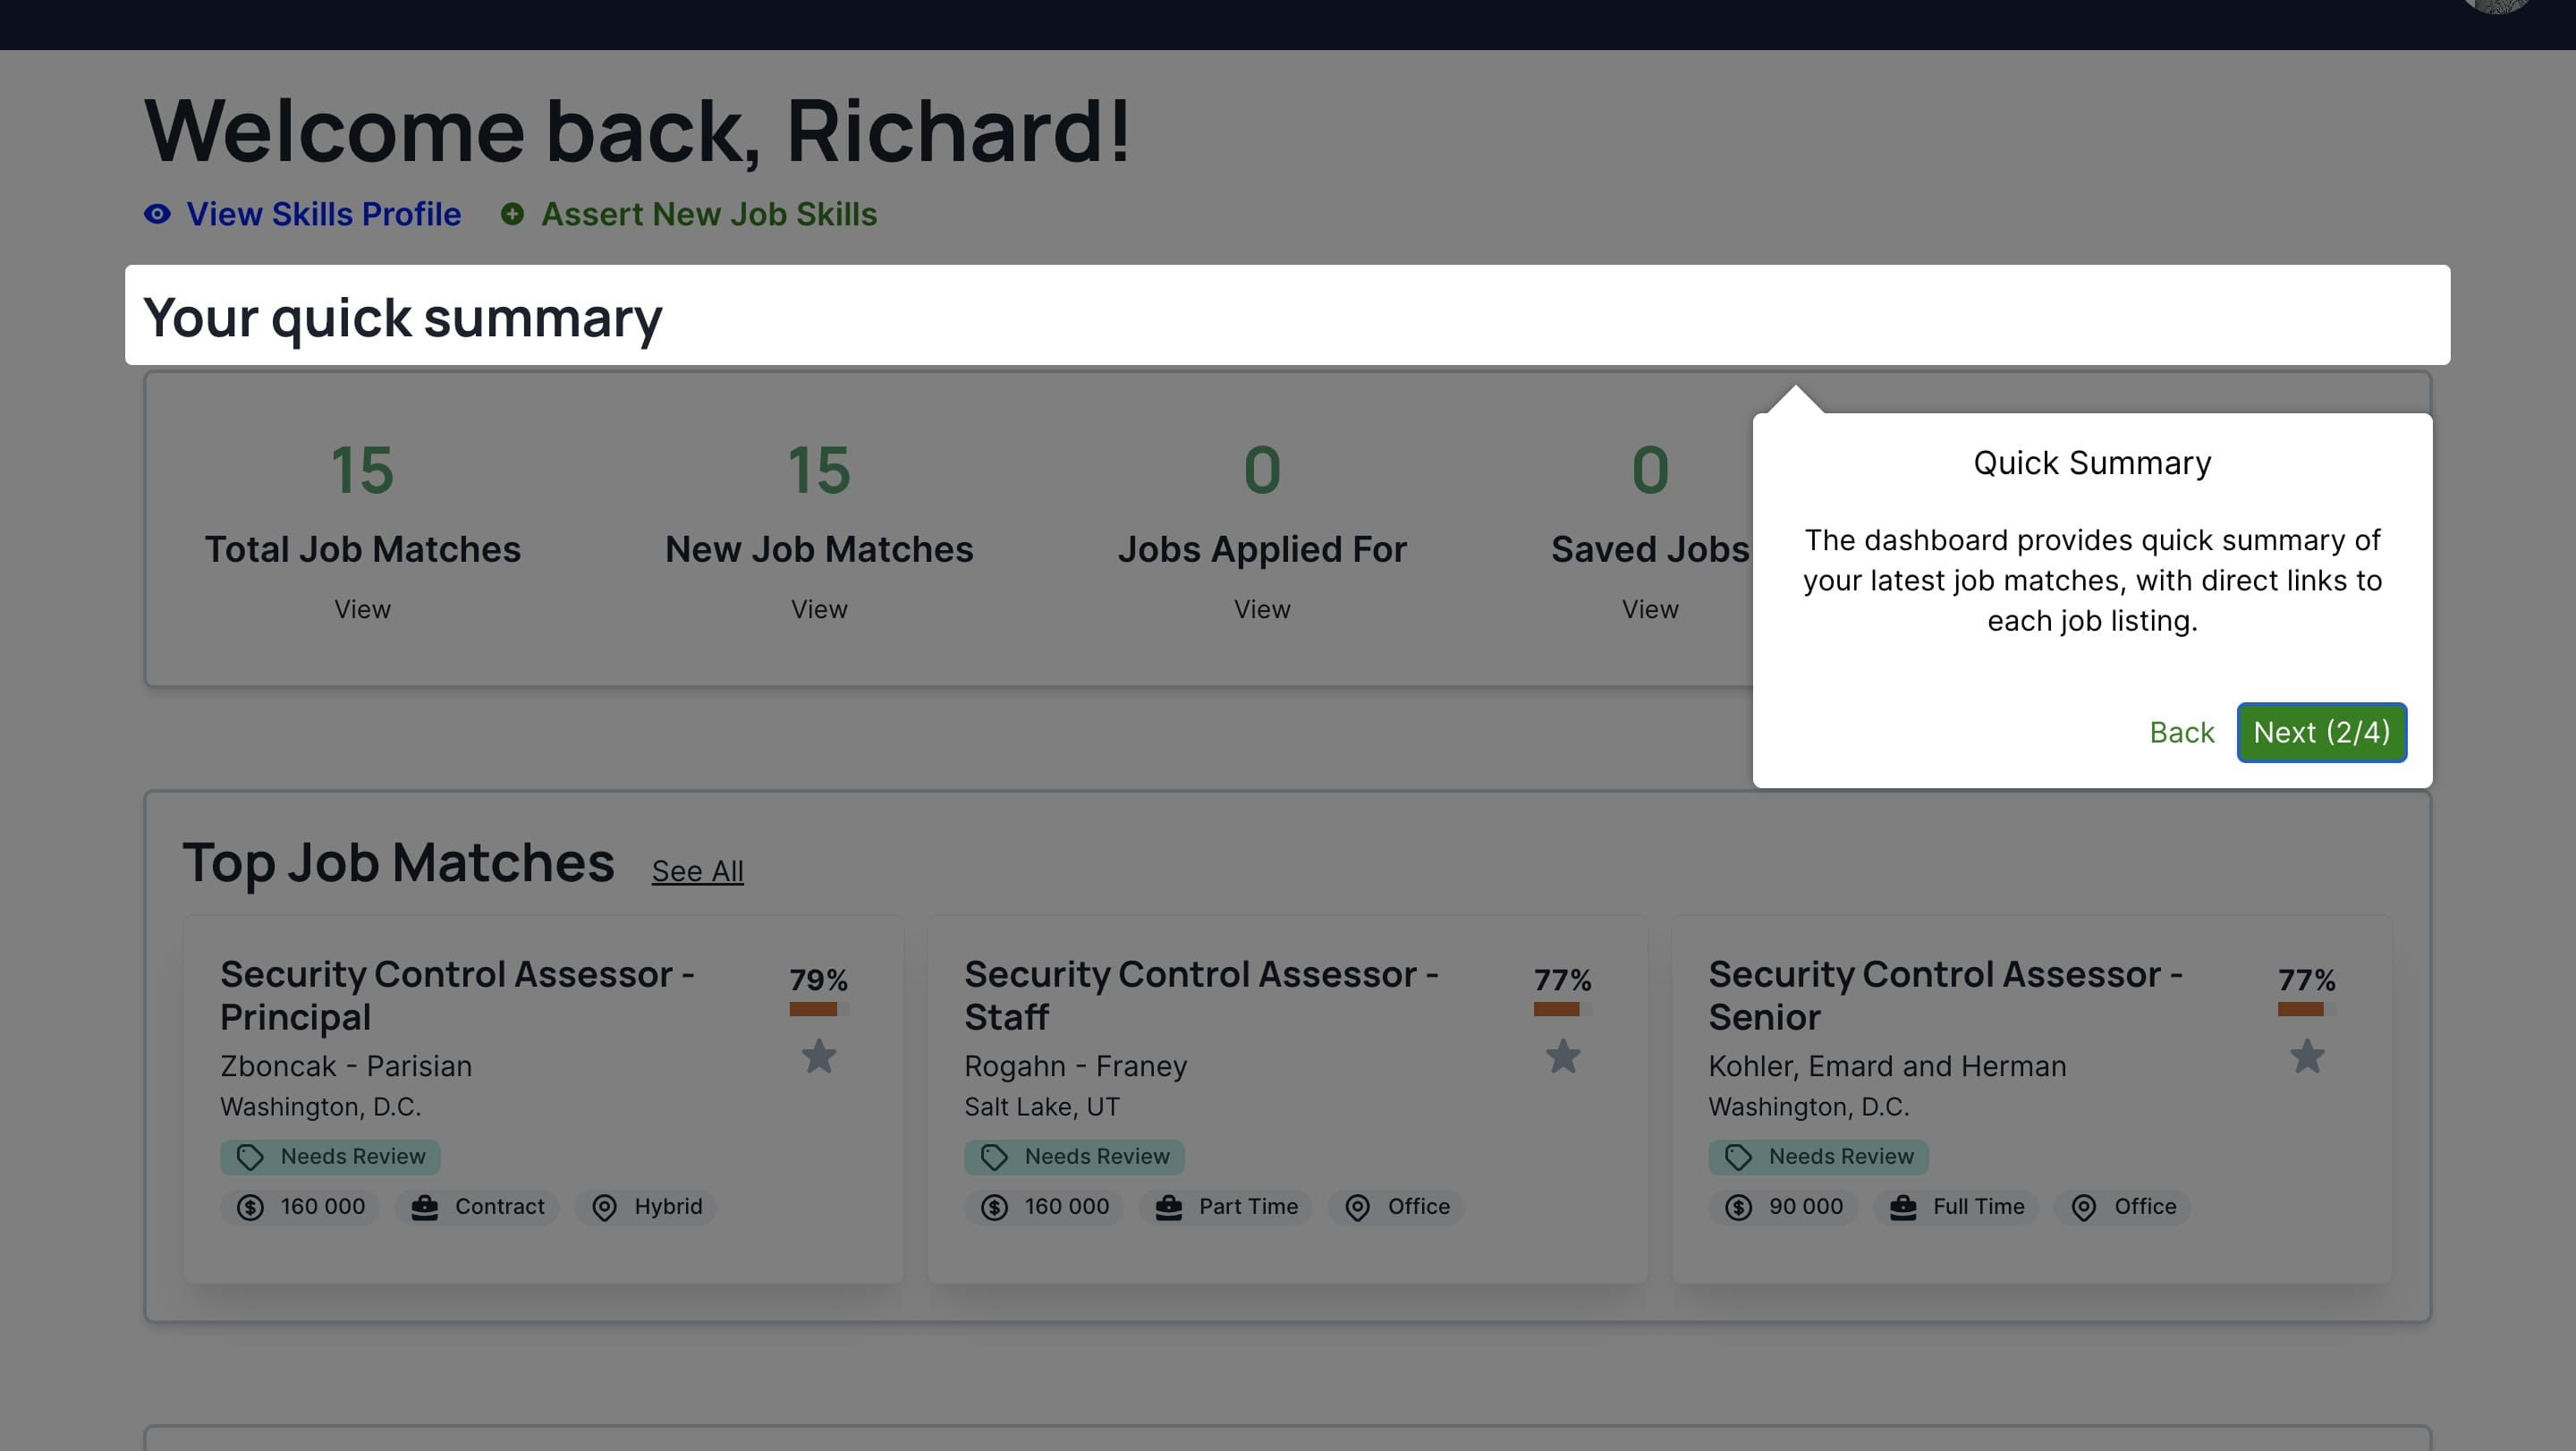 Welcome back, Richard!
View Skills Profile
Assert New Job Skills
Your quick summary
15
Total Job Matches
View
15
New Job Matches
View
0
Jobs Applied For
View
0
Saved Jobs
View
Quick Summary
The dashboard provides quick summary of
your latest job matches, with direct links to
each job listing.
Back
Next (2/4)
Top Job Matches
See All
Security Control Assessor -
Principal
79%
Zboncak - Parisian
Washington, D.C.
Needs Review
160 000
Contract
Hybrid
Security Control Assessor -
Staff
77%
Rogahn - Franey
Salt Lake, UT
Needs Review
160 000
Part Time
Office
Security Control Assessor -
Senior
77%
Kohler, Emard and Herman
Washington, D.C.
Needs Review
90 000
Full Time
Office